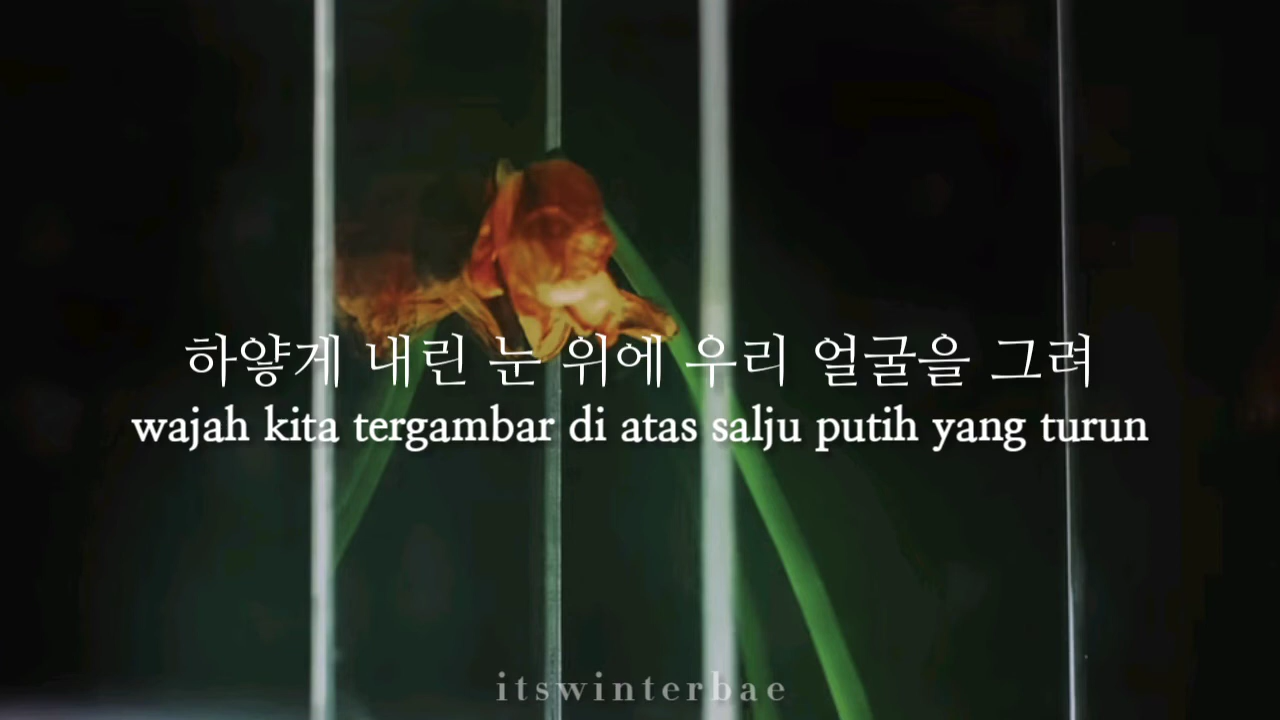 하얗게 내린 눈 위에 우리 얼굴을 그려
wajah kita tergambar di atas salju putih yang turun
itswinterbae